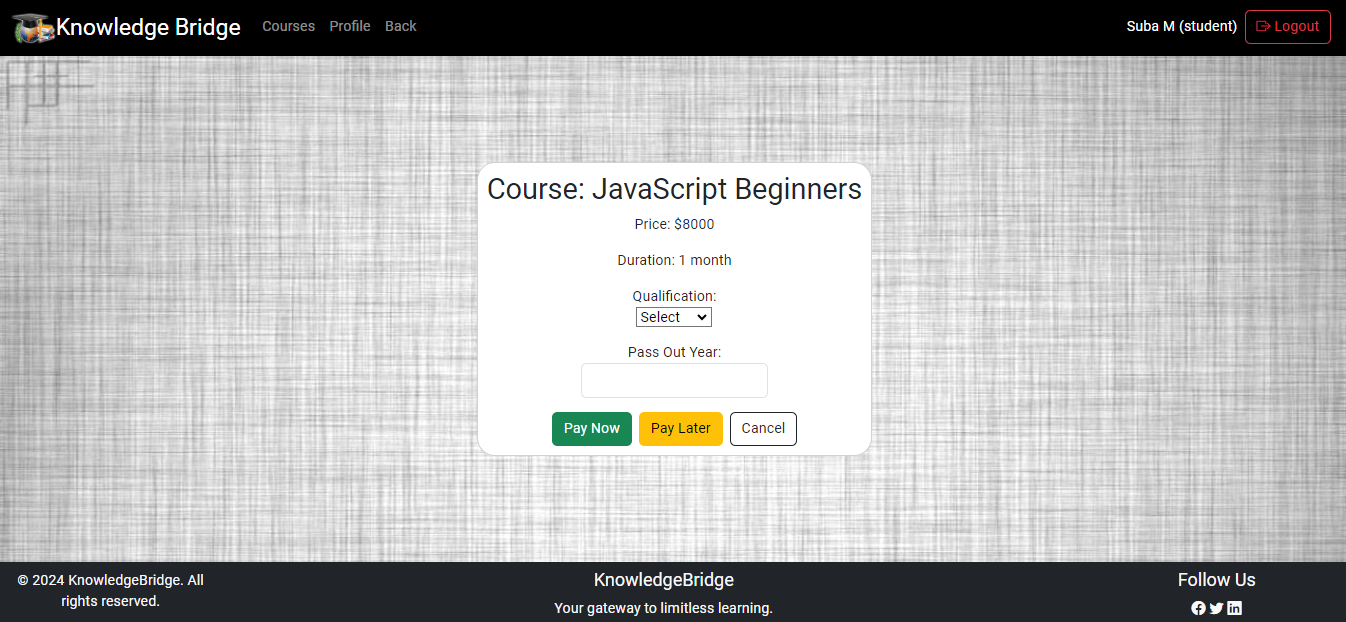 Knowledge Bridge Courses Profile Back Suba M (student) Logout
Course: JavaScript Beginners
Price: $8000
Duration: 1 month
Qualification:
Select
Pass Out Year:
Pay Now Pay Later Cancel
© 2024 KnowledgeBridge. All
rights reserved.
KnowledgeBridge
Your gateway to limitless learning.
Follow Us